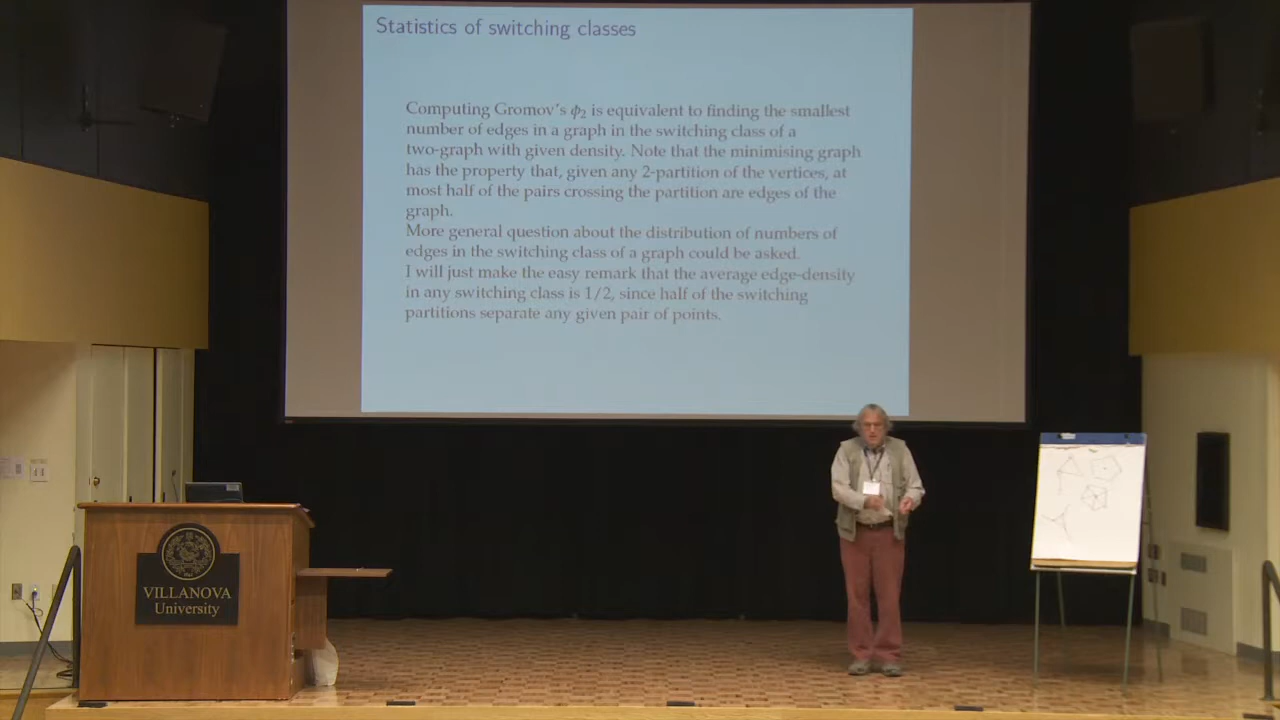 Statistics of switching classes
Computing Gromov's ϕ₂ is equivalent to finding the smallest
number of edges in a graph in the switching class of a
two-graph with given density. Note that the minimising graph
has the property that, given any 2-partition of the vertices, at
most half of the pairs crossing the partition are edges of the
graph.
More general question about the distribution of numbers of
edges in the switching class of a graph could be asked.
I will just make the easy remark that the average edge-density
in any switching class is 1/2, since half of the switching
partitions separate any given pair of points.
VILLANOVA
University